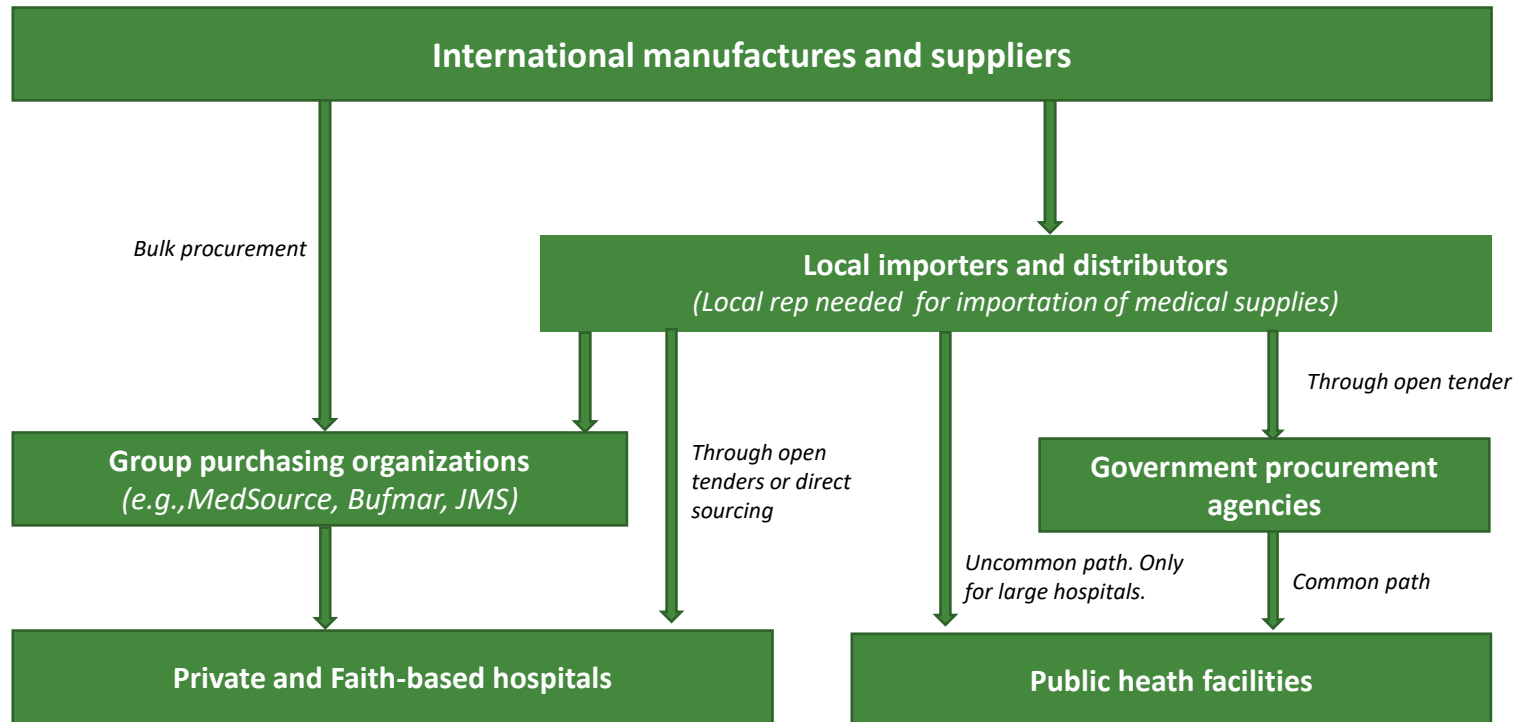 International manufactures and suppliers
Bulk procurement
Local importers and distributors
(Local rep needed  for importation of medical supplies)
Through open tender
Group purchasing organizations
(e.g.,MedSource, Bufmar, JMS)
Through open
tenders or direct
sourcing
Government procurement
agencies
Uncommon path. Only
for large hospitals.
Common path
Private and Faith-based hospitals
Public heath facilities